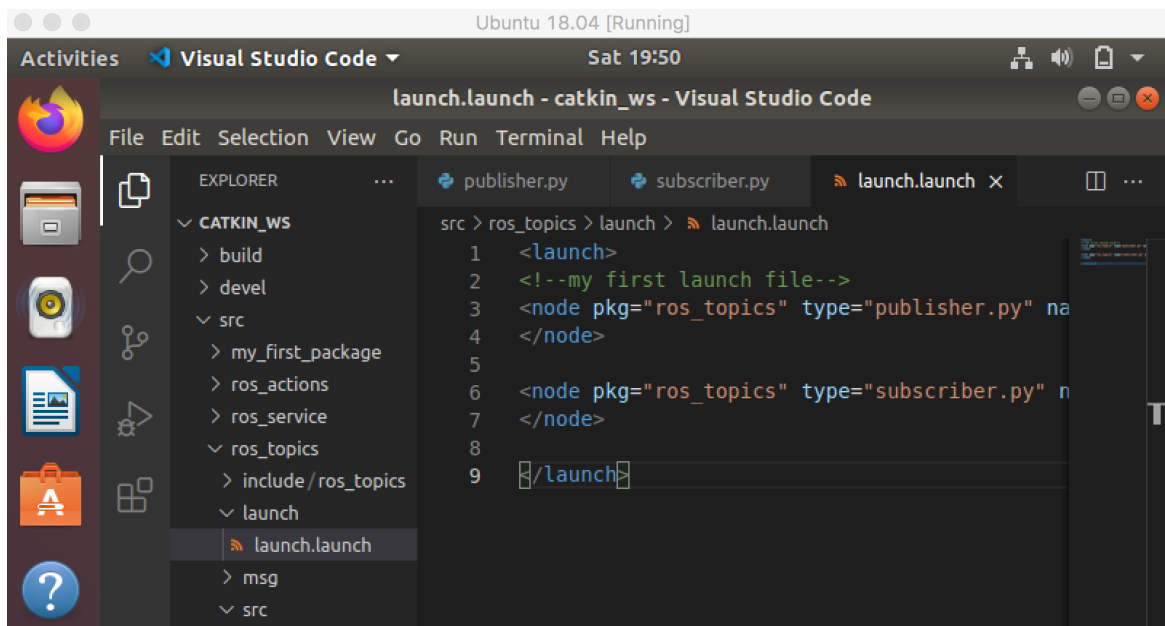 Ubuntu 18.04 [Running]
Activities Visual Studio Code Sat 19:50
launch.launch - catkin_ws - Visual Studio Code
File Edit Selection View Go Run Terminal Help
EXPLORER ...
CATKIN_WS
build
devel
src
my_first_package
ros_actions
ros_service
ros_topics
include/ros_topics
launch
launch.launch
msg
src
publisher.py subscriber.py launch.launch × ...
src > ros_topics > launch > launch.launch
1 <launch>
2 <!--my first launch file-->
3 <node pkg="ros_topics" type="publisher.py" na
4 </node>
5
6 <node pkg="ros_topics" type="subscriber.py" n
7 </node>
8
9 </launch>